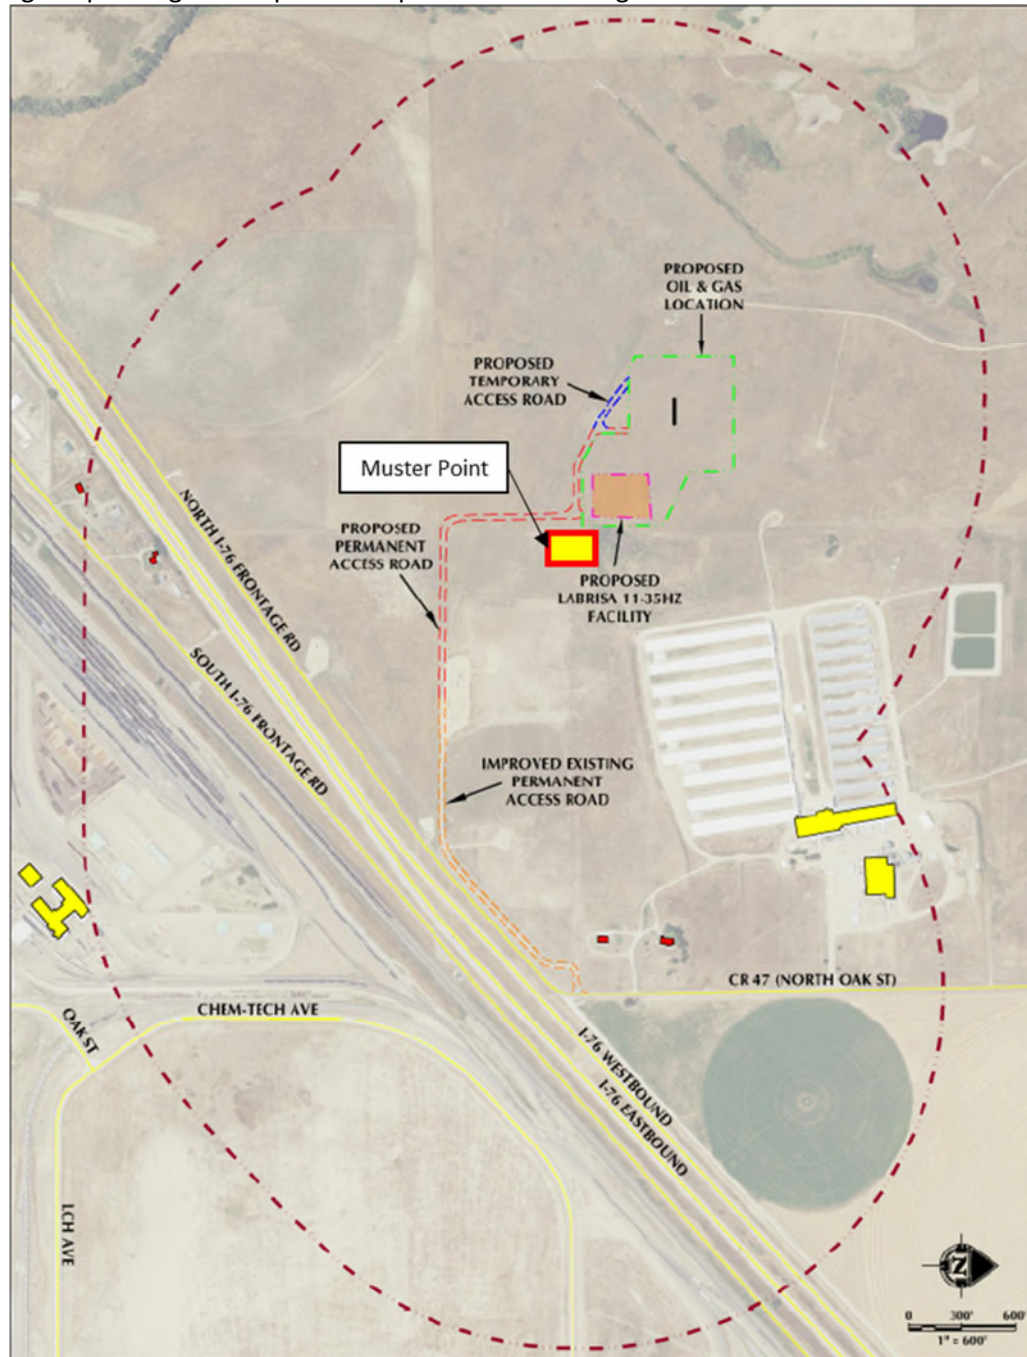 PROPOSED
OIL & GAS
LOCATION
PROPOSED
TEMPORARY
ACCESS ROAD
Muster Point
NORTH I-76 FRONTAGE RD
PROPOSED
PERMANENT
ACCESS ROAD
PROPOSED
LABRISA 11-35HZ
FACILITY
SOUTH I-76 FRONTAGE RD
IMPROVED EXISTING
PERMANENT
ACCESS ROAD
CR 47 (NORTH OAK ST)
CHEM-TECH AVE
OAK ST
I-76 WESTBOUND
I-76 EASTBOUND
LCH AVE
N
0 300' 600'
1" = 600'